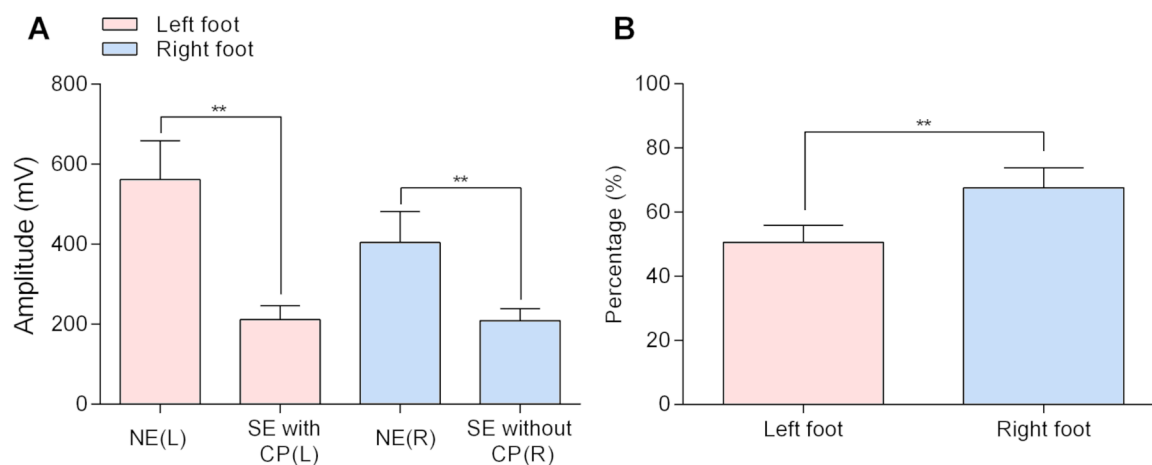 A
Left foot
Right foot
Amplitude (mV)
800
600
400
200
0
**
**
NE(L)
SE with
CP(L)
NE(R)
SE without
CP(R)
B
Percentage (%)
100
80
60
40
20
0
**
Left foot
Right foot